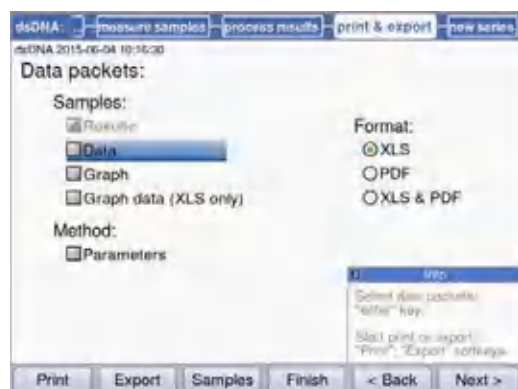 dsDNA: measure samples process results print & export new series
dsDNA 2015-06-04 10:16:30
Data packets:
Samples:
Results
Data
Graph
Graph data (XLS only)
Method:
Parameters
Format:
XLS
PDF
XLS & PDF
Info
Select data packets:
"enter" key.
Start print or export:
"Print", "Export" softkeys.
Print Export Samples Finish < Back Next >